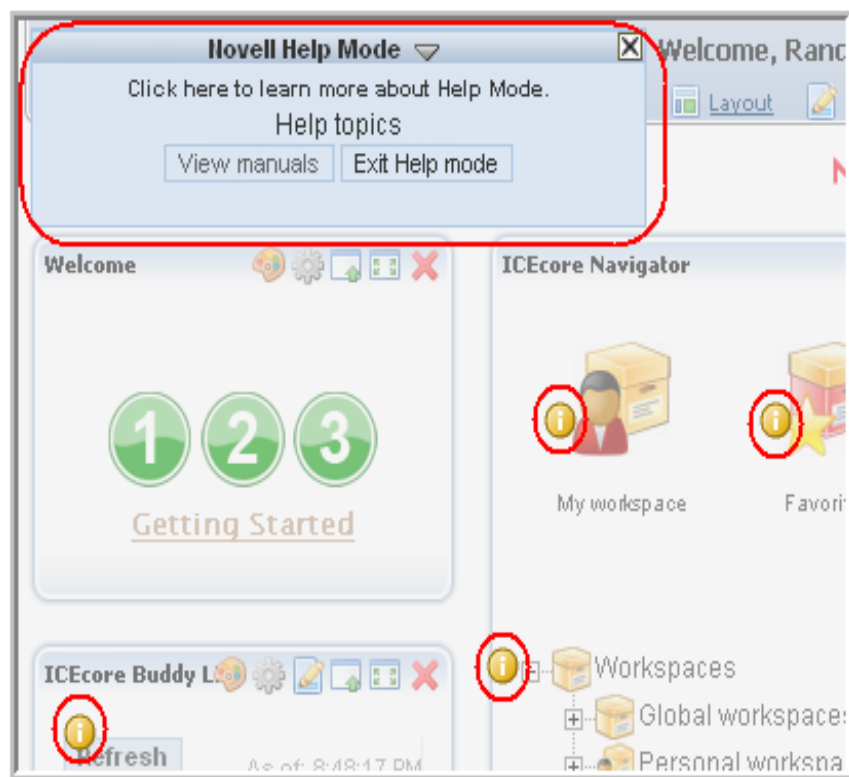 Novell Help Mode
Click here to learn more about Help Mode.
Help topics
View manuals Exit Help mode
Welcome, Ranc
Layout
Welcome
1 2 3
Getting Started
ICEcore Navigator
My workspace
Favorit
Workspaces
Global workspaces
Personal workspa
ICEcore Buddy L
Refresh
As of: 8:48:17 PM